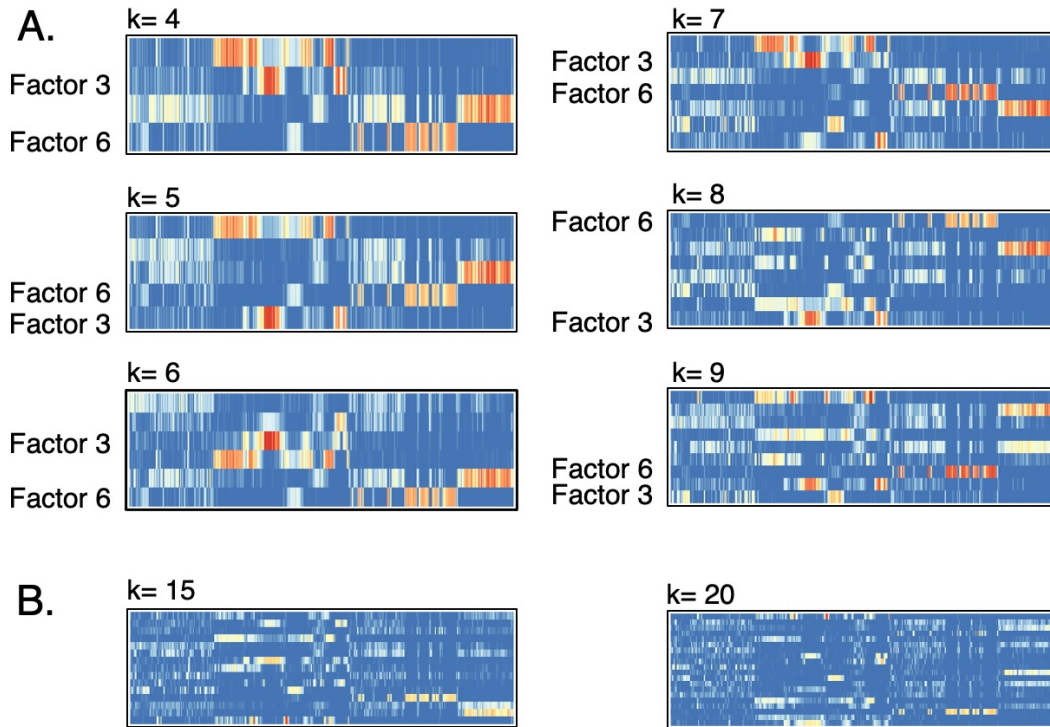 A.
k= 4
Factor 3
Factor 6
k= 5
Factor 6
Factor 3
k= 6
Factor 3
Factor 6
k= 7
Factor 3
Factor 6
k= 8
Factor 6
Factor 3
k= 9
Factor 6
Factor 3
B.
k= 15
k= 20